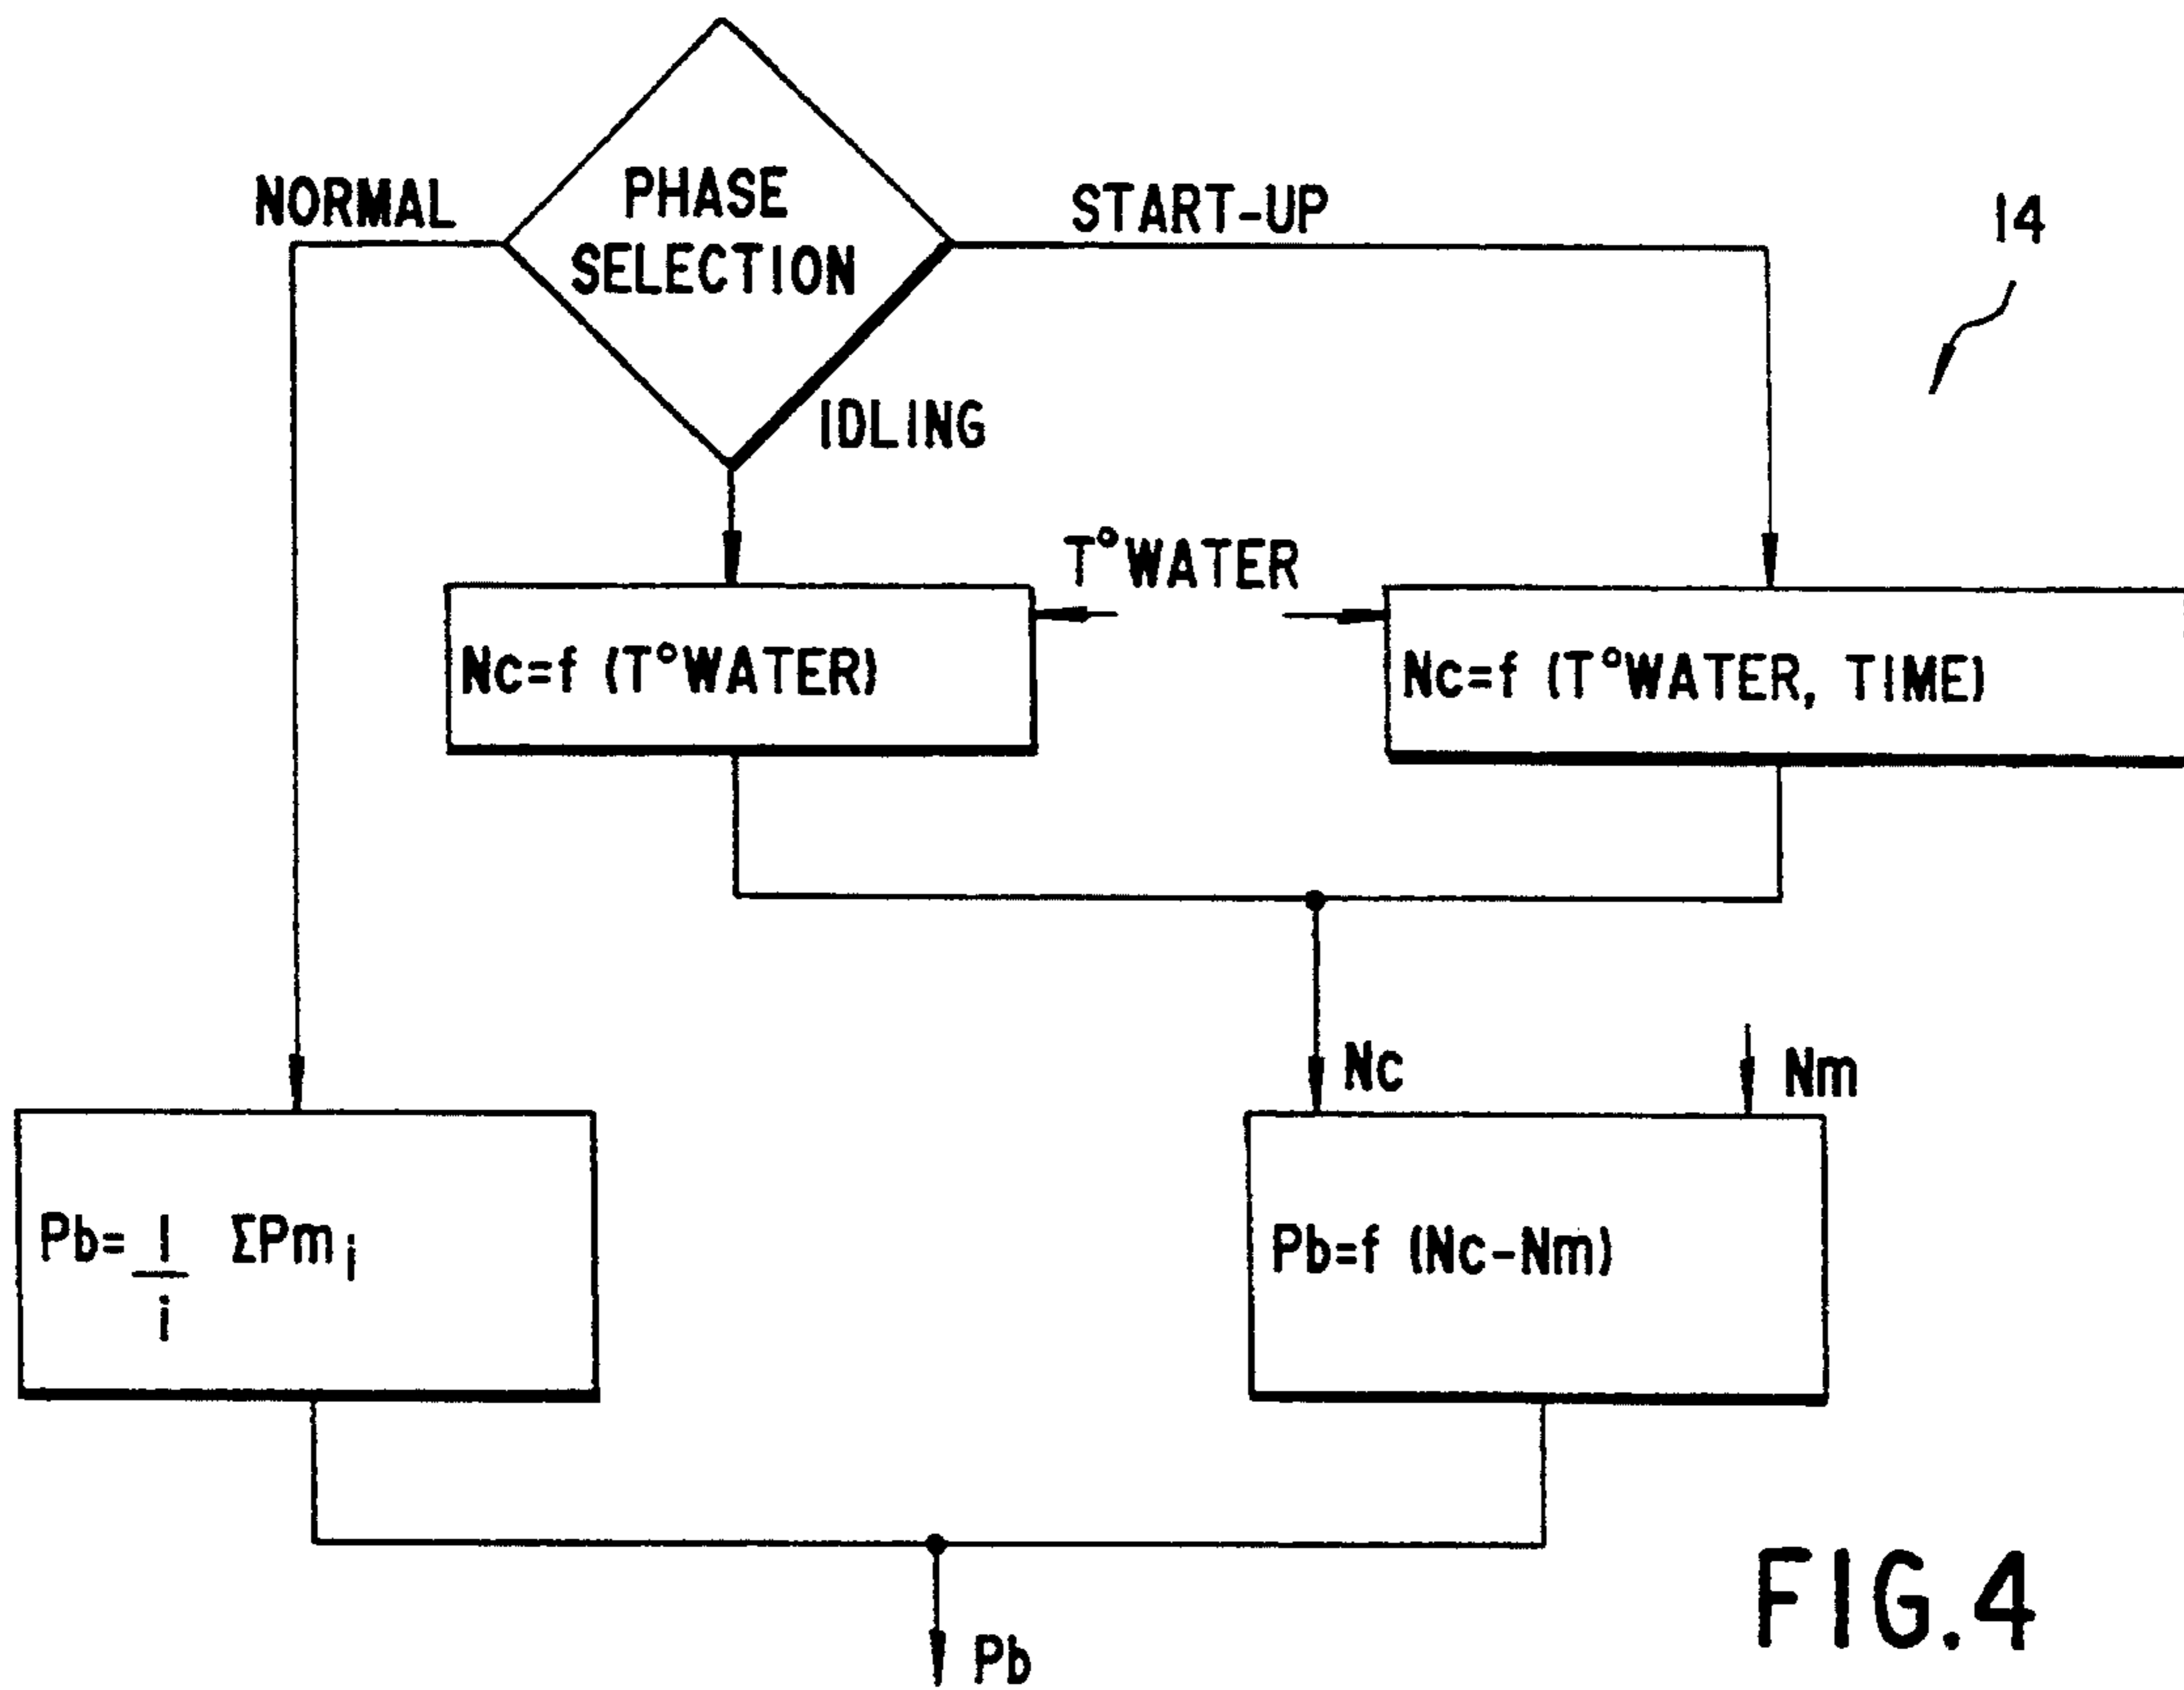 NORMAL
PHASE
SELECTION
START-UP
14
IDLING
T°WATER
Nc=f (T°WATER)
Nc=f (T°WATER, TIME)
Nc
Nm
Pb= 1/i ΣPmi
Pb=f (Nc-Nm)
Pb
FIG.4